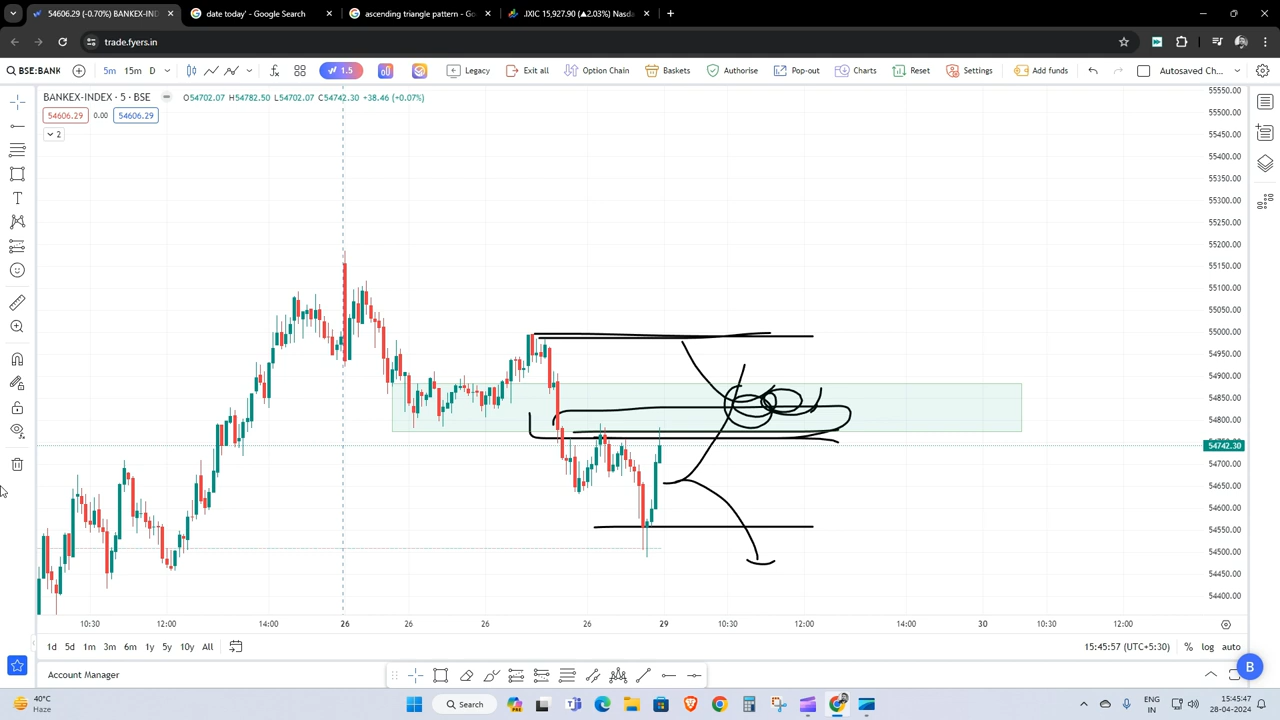 54606.29 (-0.70%) BANKEX-IND
date today' - Google Search
ascending triangle pattern - Go
JXIC 15,927.90 (▲2.03%) Nasda
trade.fyers.in
BSE:BANK
5m 15m D
1.5
Legacy
Exit all
Option Chain
Baskets
Authorise
Pop-out
Charts
Reset
Settings
Add funds
Autosaved Ch...
BANKEX-INDEX · 5 · BSE
O54702.07 H54782.50 L54702.07 C54742.30 +38.46 (+0.07%)
54606.29 0.00 54606.29
2
55550.00
55500.00
55450.00
55400.00
55350.00
55300.00
55250.00
55200.00
55150.00
55100.00
55050.00
55000.00
54950.00
54900.00
54850.00
54800.00
54742.30
54700.00
54650.00
54600.00
54550.00
54500.00
54450.00
54400.00
10:30 12:00 14:00 26 26 26 26 29 10:30 12:00 14:00 30 10:30 12:00
1d 5d 1m 3m 6m 1y 5y 10y All
15:45:57 (UTC+5:30) % log auto
Account Manager
B
40°C
Haze
Search
ENG
IN
15:45:47
28-04-2024